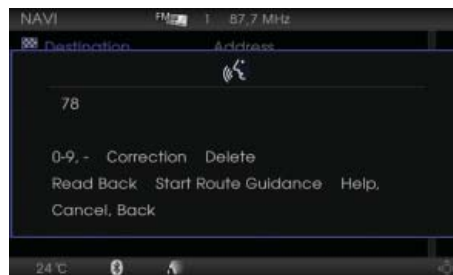 NAVI FM 1 87,7 MHz
Destination Address
78
0-9, - Correction Delete
Read Back Start Route Guidance Help,
Cancel, Back
24°C